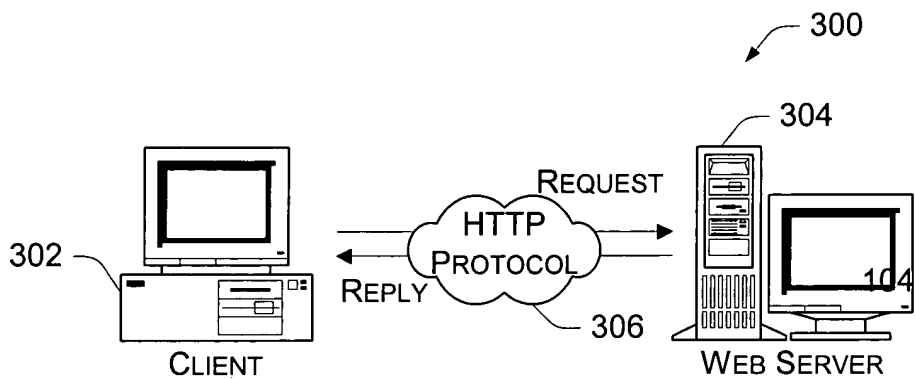 300
304
REQUEST
HTTP
PROTOCOL
302
104
REPLY
306
CLIENT
WEB SERVER